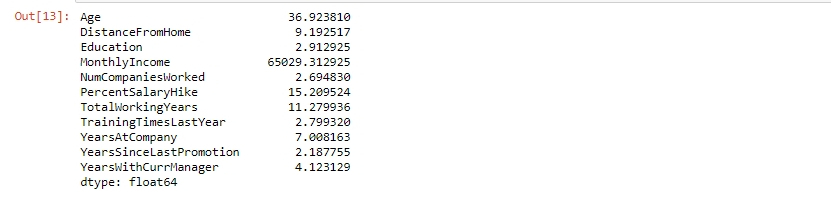 Out[13]: Age 36.923810
DistanceFromHome 9.192517
Education 2.912925
MonthlyIncome 65029.312925
NumCompaniesWorked 2.694830
PercentSalaryHike 15.209524
TotalWorkingYears 11.279936
TrainingTimesLastYear 2.799320
YearsAtCompany 7.008163
YearsSinceLastPromotion 2.187755
YearsWithCurrManager 4.123129
dtype: float64